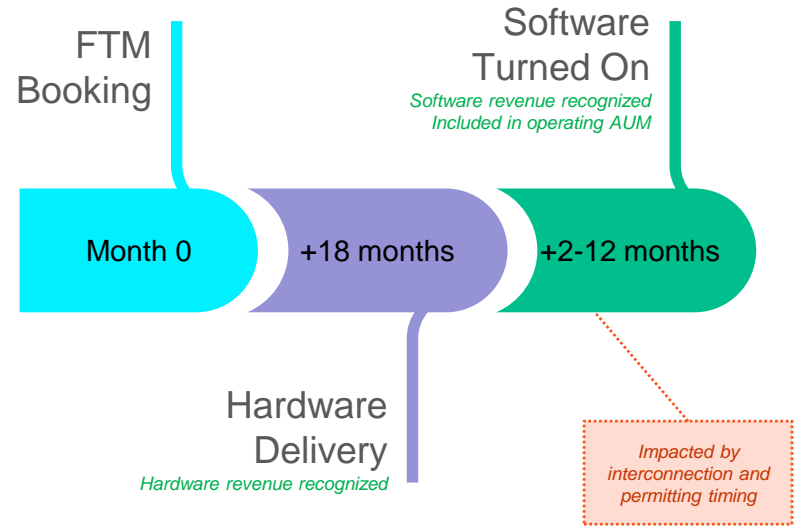 FTM
Booking
Software
Turned On
Software revenue recognized
Included in operating AUM
Month 0
+18 months
+2-12 months
Hardware
Delivery
Hardware revenue recognized
Impacted by
interconnection and
permitting timing